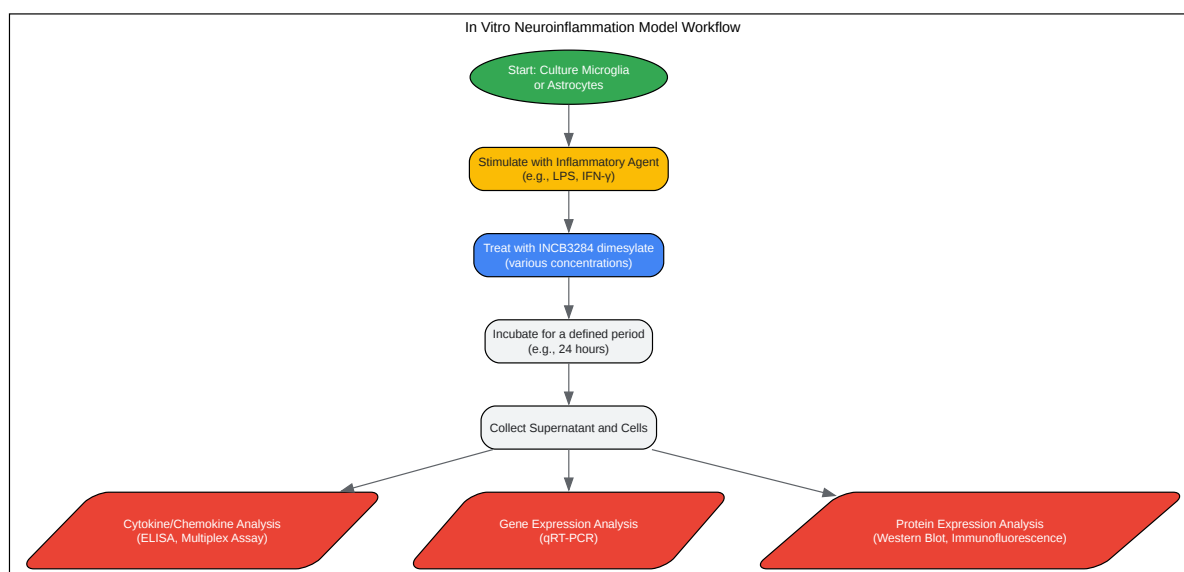 In Vitro Neuroinflammation Model Workflow
Start: Culture Microglia
or Astrocytes
Stimulate with Inflammatory Agent
(e.g., LPS, IFN-γ)
Treat with INCB3284 dimesylate
(various concentrations)
Incubate for a defined period
(e.g., 24 hours)
Collect Supernatant and Cells
Cytokine/Chemokine Analysis
(ELISA, Multiplex Assay)
Gene Expression Analysis
(qRT-PCR)
Protein Expression Analysis
(Western Blot, Immunofluorescence)